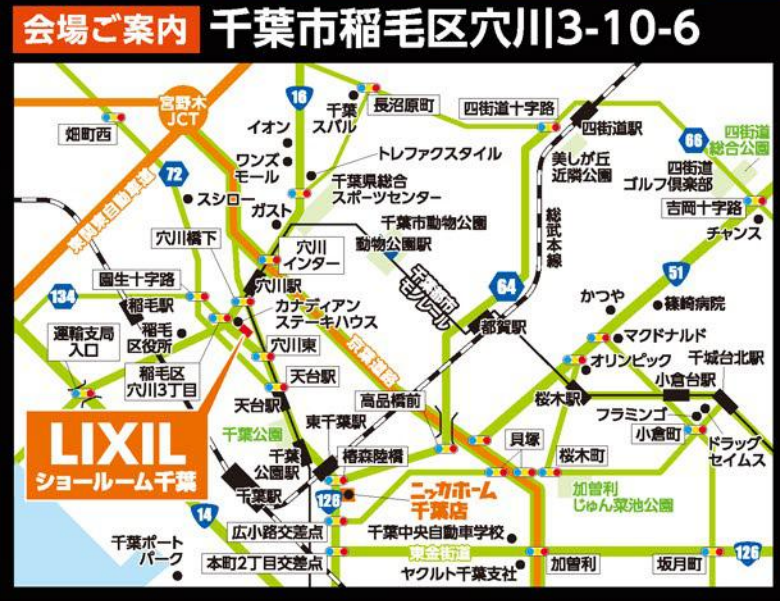 会場ご案内 千葉市稲毛区穴川3-10-6
宮野木
JCT
16
千葉
スバル
長沼原町
四街道十字路
四街道駅
66
四街道
総合公園
畑町西
イオン
ワンズ
モール
トレファクスタイル
美しが丘
近隣公園
四街道
ゴルフ倶楽部
72
千葉県総合
スポーツセンター
吉岡十字路
スシロー
ガスト
千葉市動物公園
動物公園駅
総武本線
チャンス
東関東自動車道
穴川橋下
穴川
インター
51
園生十字路
穴川駅
千葉都市
モノレール
64
134
稲毛駅
カナディアン
ステーキハウス
かつや
篠崎病院
運輸支局
入口
稲毛
区役所
都賀駅
マクドナルド
穴川東
京葉道路
オリンピック
千城台北駅
稲毛区
穴川3丁目
天台駅
小倉台駅
天台駅
高品橋前
桜木駅
フラミンゴ
LIXIL
ショールーム千葉
東千葉駅
小倉町
ドラッグ
セイムス
千葉公園
千葉
公園駅
椿森陸橋
貝塚
桜木町
千葉駅
126
ニッカホーム
千葉店
加曽利
じゅん菜池公園
14
広小路交差点
千葉中央自動車学校
千葉ポート
パーク
本町2丁目交差点
東金街道
ヤクルト千葉支社
加曽利
坂月町
126